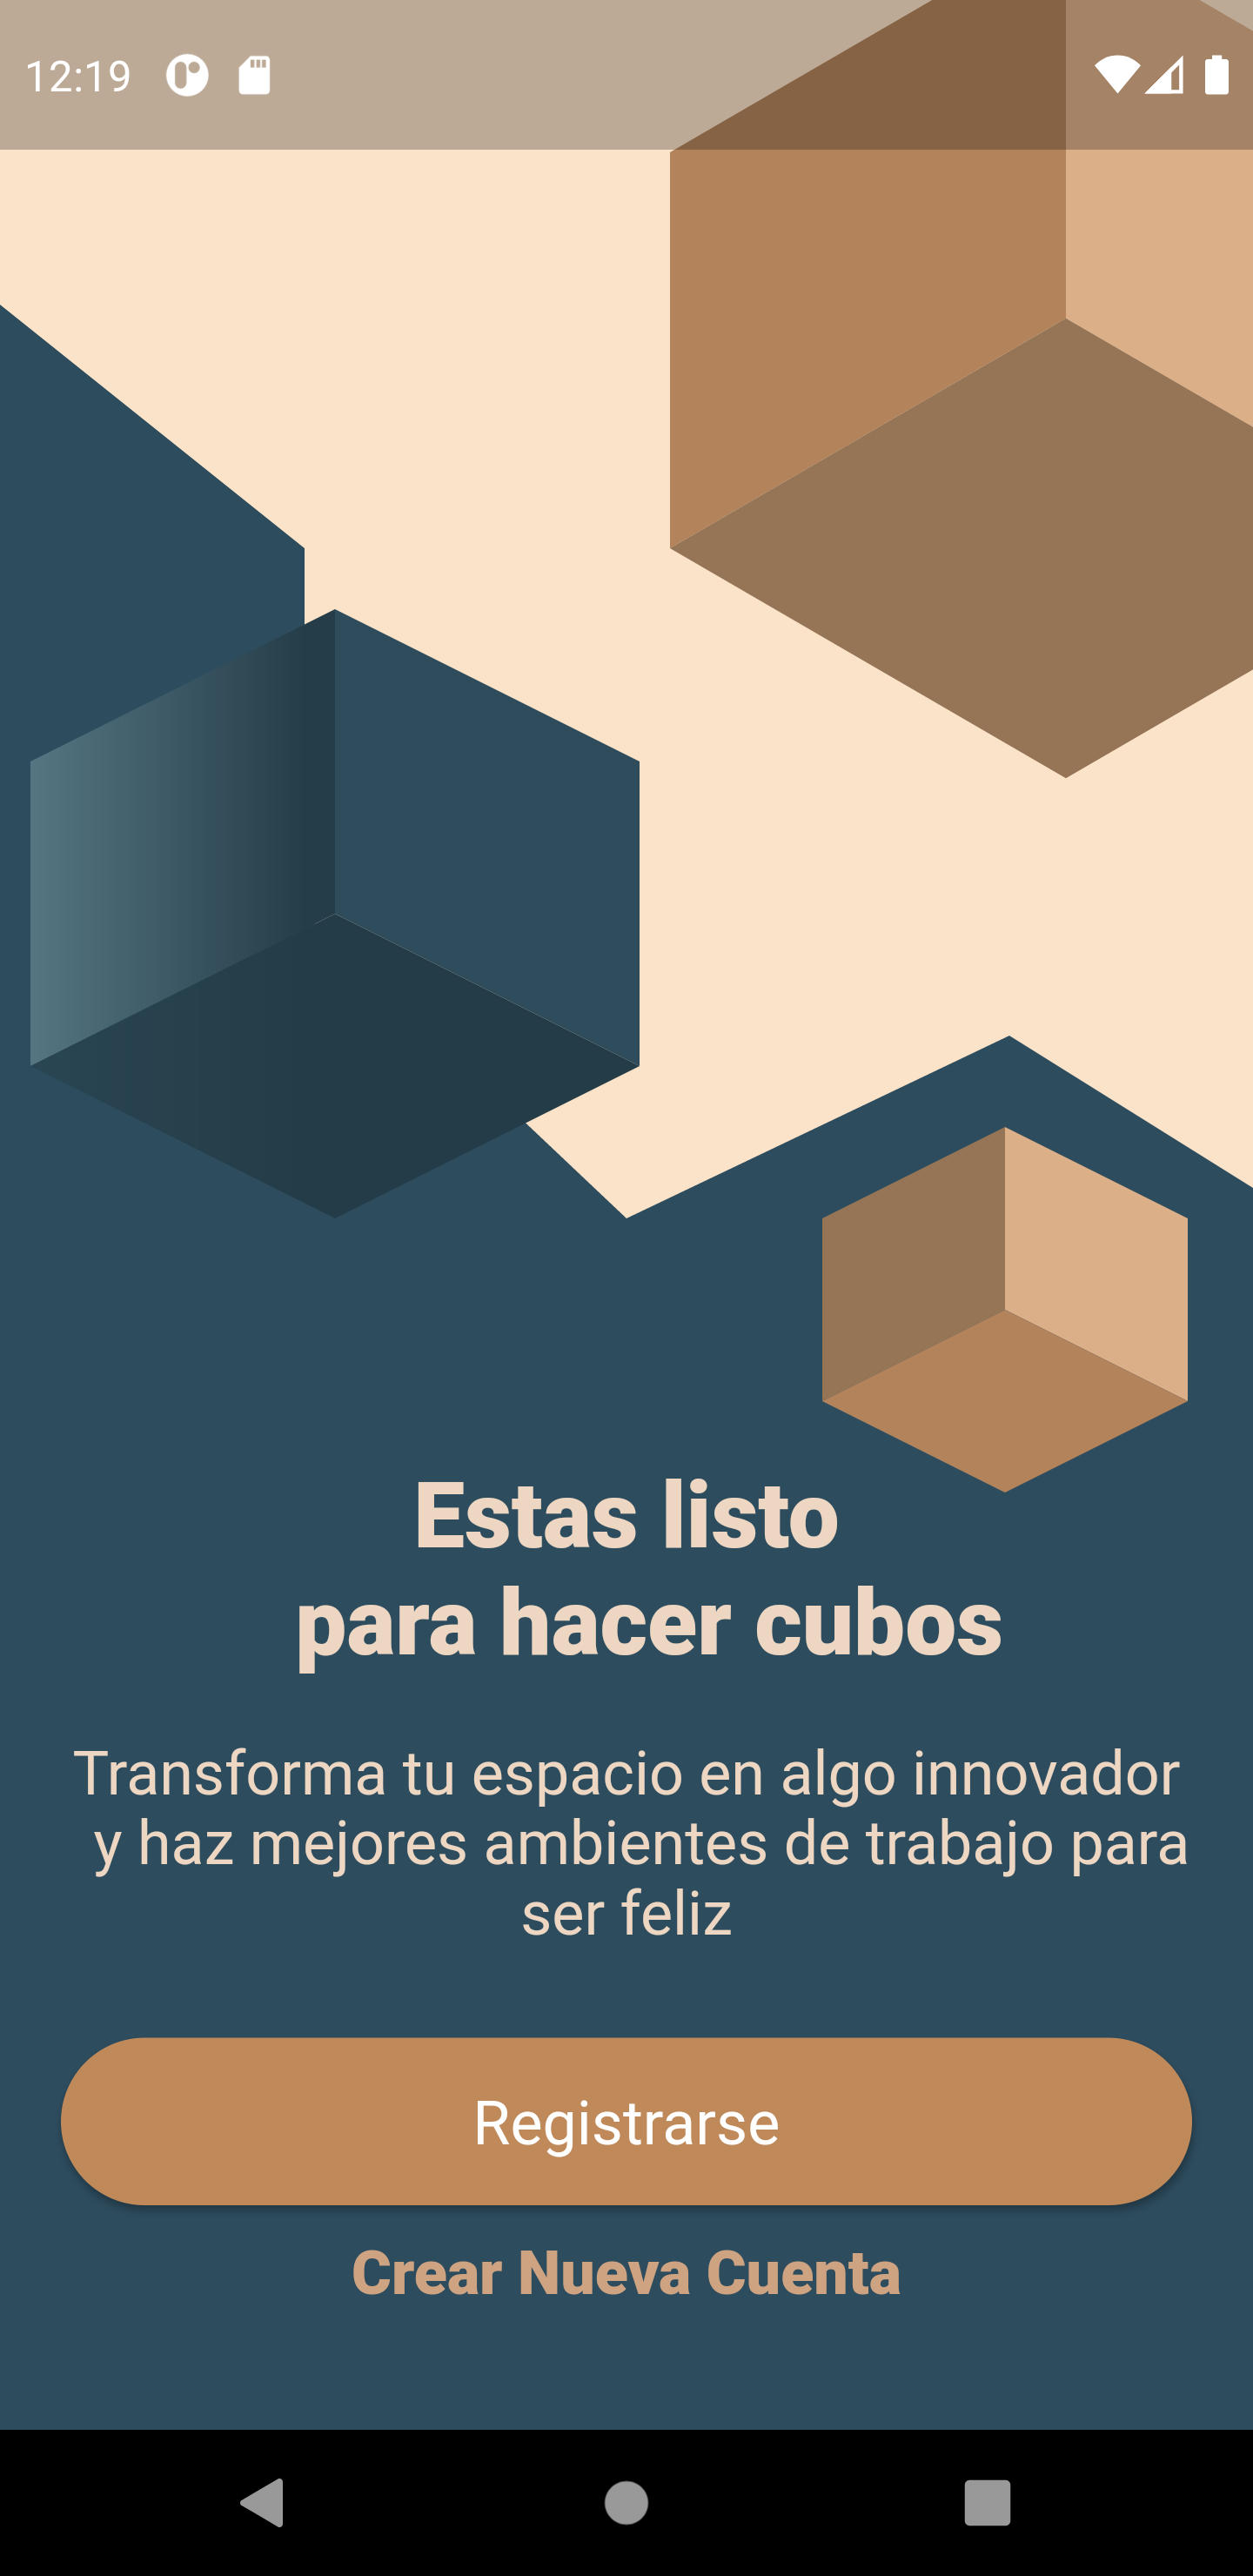 12:19
Estas listo
para hacer cubos
Transforma tu espacio en algo innovador
y haz mejores ambientes de trabajo para
ser feliz
Registrarse
Crear Nueva Cuenta